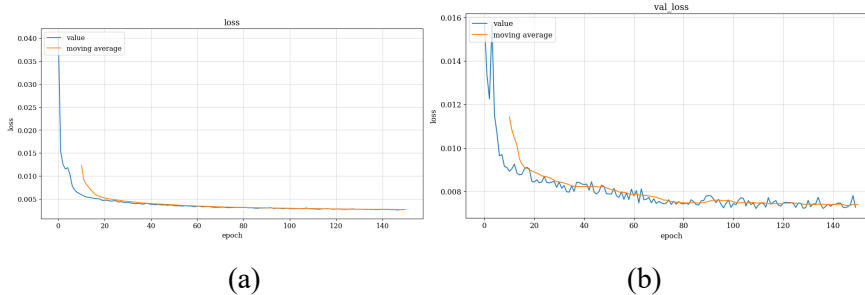 loss
value
moving average
0.040
0.035
0.030
0.025
0.020
0.015
0.010
0.005
loss
0 20 40 60 80 100 120 140
epoch
(a)
val_loss
value
moving average
0.016
0.014
0.012
0.010
0.008
loss
0 20 40 60 80 100 120 140
epoch
(b)